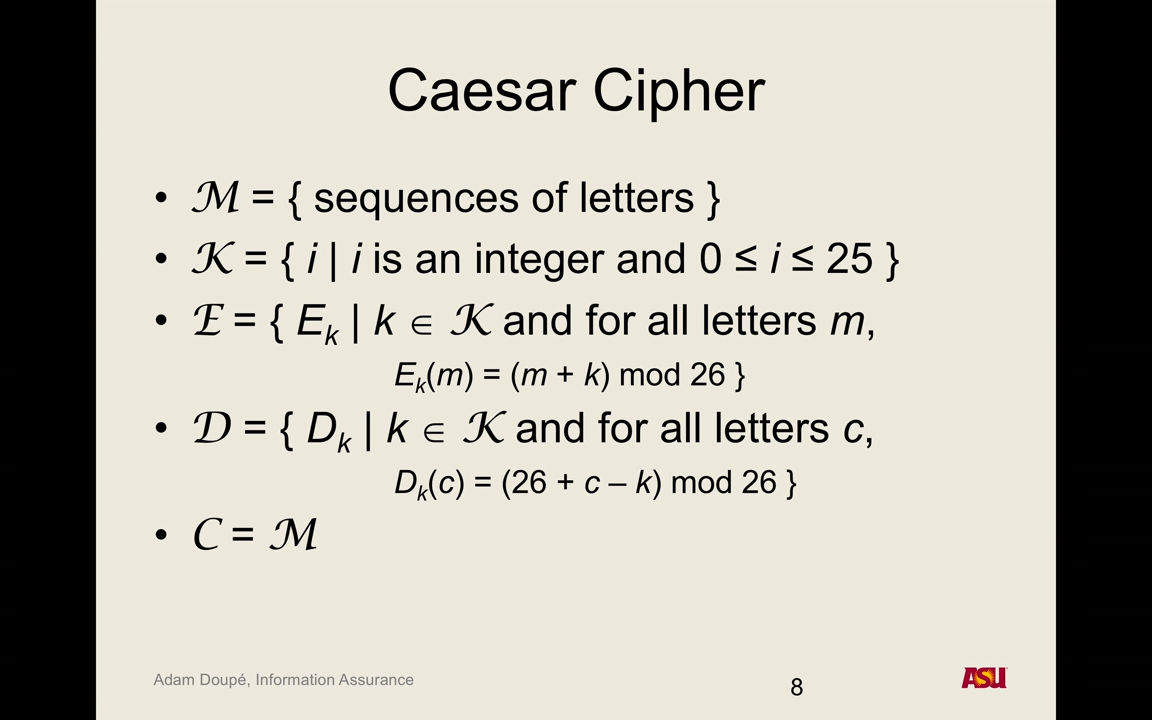 Caesar Cipher
• ℳ = { sequences of letters }
• 𝒦 = { i | i is an integer and 0 ≤ i ≤ 25 }
• ℰ = { Eₖ | k ∈ 𝒦 and for all letters m,
Eₖ(m) = (m + k) mod 26 }
• 𝒟 = { Dₖ | k ∈ 𝒦 and for all letters c,
Dₖ(c) = (26 + c – k) mod 26 }
• 𝒞 = ℳ
Adam Doupé, Information Assurance
8
ASU